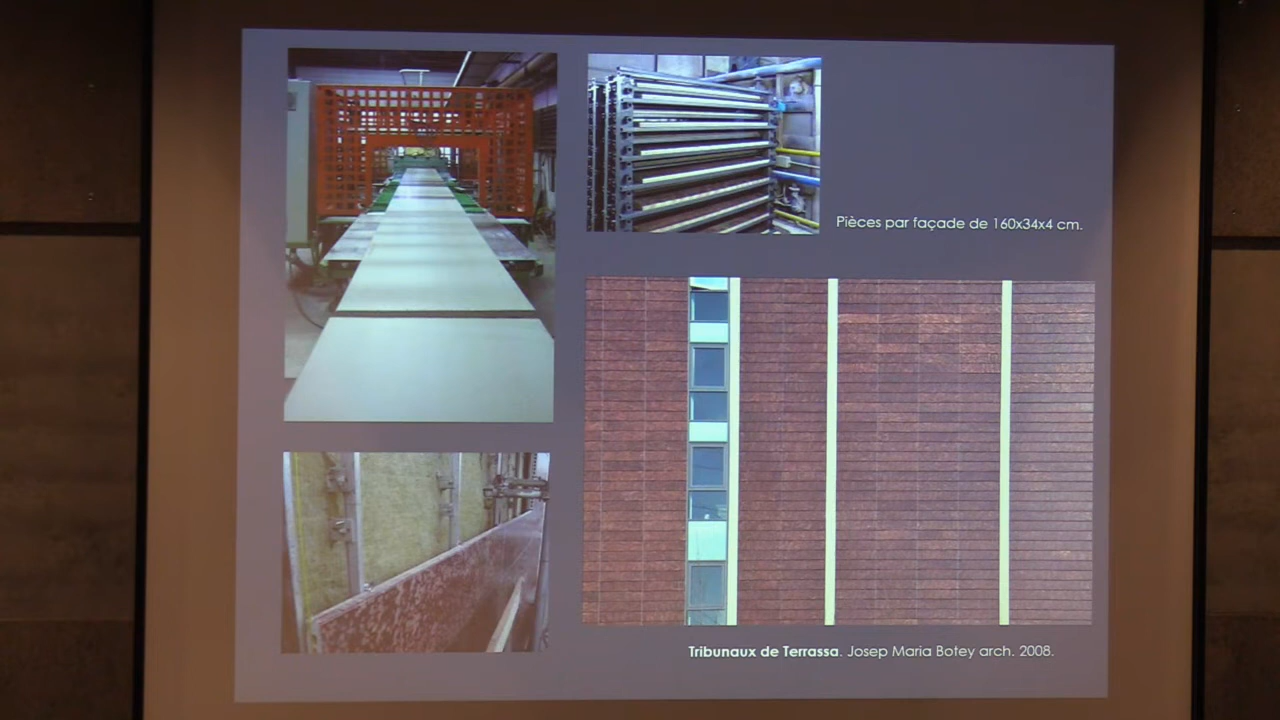 Pièces par façade de 160x34x4 cm.
Tribunaux de Terrassa. Josep Maria Botey arch. 2008.